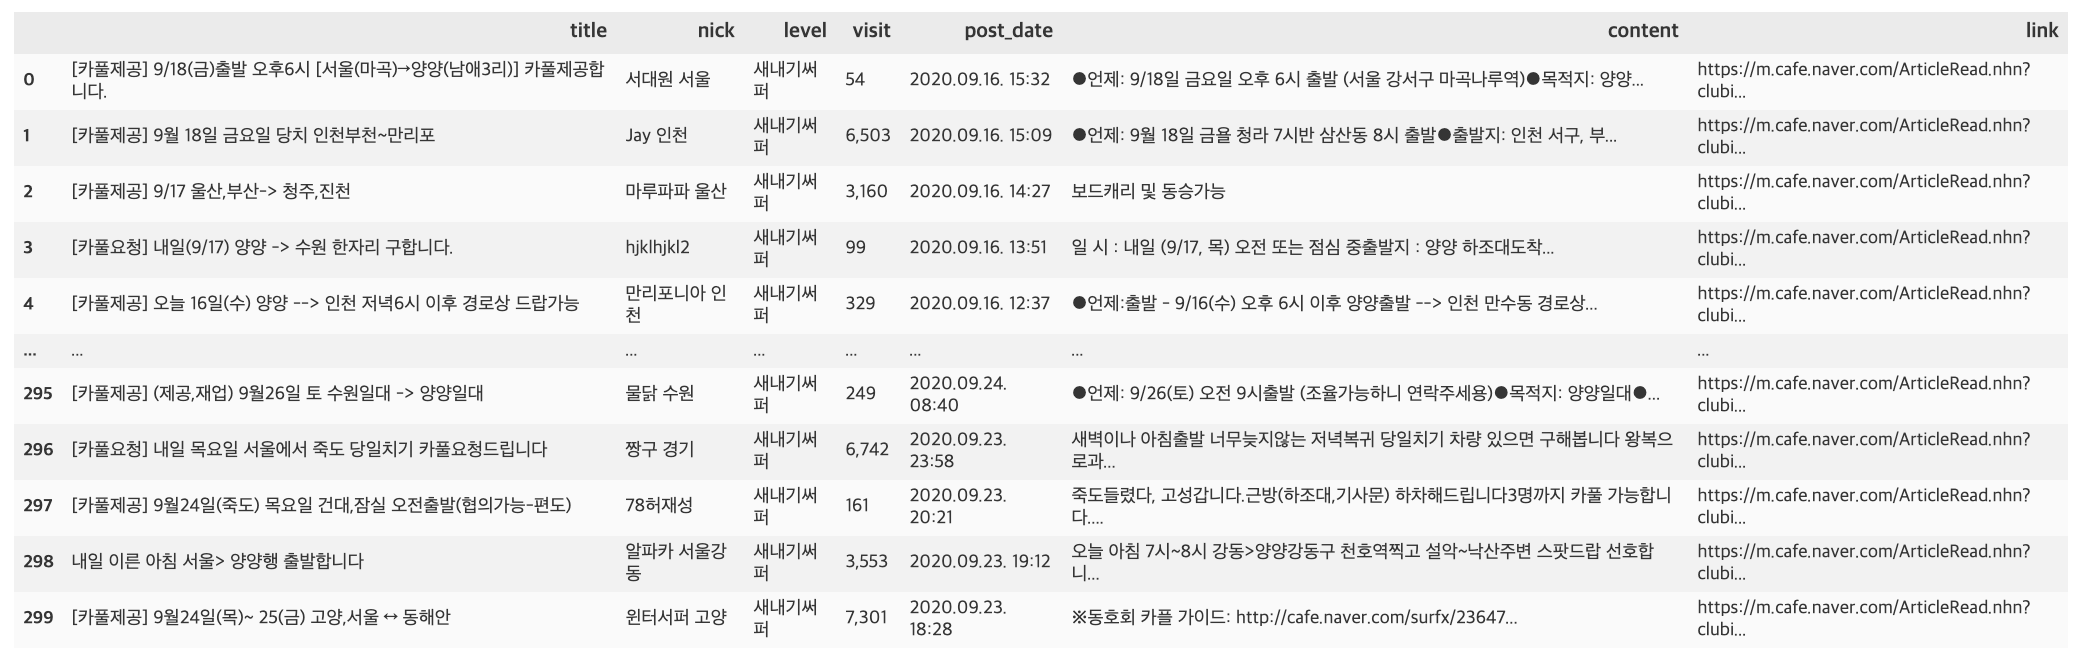 title nick level visit post_date content link
0 [카풀제공] 9/18(금)출발 오후6시 [서울(마곡)→양양(남애3리)] 카풀제공합니다. 서대원 서울 새내기써퍼 54 2020.09.16. 15:32 ●언제: 9/18일 금요일 오후 6시 출발 (서울 강서구 마곡나루역)●목적지: 양양... https://m.cafe.naver.com/ArticleRead.nhn?clubi...
1 [카풀제공] 9월 18일 금요일 당치 인천부천~만리포 Jay 인천 새내기써퍼 6,503 2020.09.16. 15:09 ●언제: 9월 18일 금욜 청라 7시반 삼산동 8시 출발●출발지: 인천 서구, 부... https://m.cafe.naver.com/ArticleRead.nhn?clubi...
2 [카풀제공] 9/17 울산,부산-> 청주,진천 마루파파 울산 새내기써퍼 3,160 2020.09.16. 14:27 보드캐리 및 동승가능 https://m.cafe.naver.com/ArticleRead.nhn?clubi...
3 [카풀요청] 내일(9/17) 양양 -> 수원 한자리 구합니다. hjklhjkl2 새내기써퍼 99 2020.09.16. 13:51 일 시 : 내일 (9/17, 목) 오전 또는 점심 중출발지 : 양양 하조대도착... https://m.cafe.naver.com/ArticleRead.nhn?clubi...
4 [카풀제공] 오늘 16일(수) 양양 --> 인천 저녁6시 이후 경로상 드랍가능 만리포니아 인천 새내기써퍼 329 2020.09.16. 12:37 ●언제:출발 - 9/16(수) 오후 6시 이후 양양출발 --> 인천 만수동 경로상... https://m.cafe.naver.com/ArticleRead.nhn?clubi...
... ... ... ... ... ... ... ...
295 [카풀제공] (제공,재업) 9월26일 토 수원일대 -> 양양일대 물닭 수원 새내기써퍼 249 2020.09.24. 08:40 ●언제: 9/26(토) 오전 9시출발 (조율가능하니 연락주세용)●목적지: 양양일대●... https://m.cafe.naver.com/ArticleRead.nhn?clubi...
296 [카풀요청] 내일 목요일 서울에서 죽도 당일치기 카풀요청드립니다 짱구 경기 새내기써퍼 6,742 2020.09.23. 23:58 새벽이나 아침출발 너무늦지않는 저녁복귀 당일치기 차량 있으면 구해봅니다 왕복으로과... https://m.cafe.naver.com/ArticleRead.nhn?clubi...
297 [카풀제공] 9월24일(죽도) 목요일 건대,잠실 오전출발(협의가능-편도) 78허재성 새내기써퍼 161 2020.09.23. 20:21 죽도들렸다, 고성갑니다.근방(하조대,기사문) 하차해드립니다3명까지 카풀 가능합니다.... https://m.cafe.naver.com/ArticleRead.nhn?clubi...
298 내일 이른 아침 서울> 양양행 출발합니다 알파카 서울강동 새내기써퍼 3,553 2020.09.23. 19:12 오늘 아침 7시~8시 강동>양양강동구 천호역찍고 설악~낙산주변 스팟드랍 선호합니... https://m.cafe.naver.com/ArticleRead.nhn?clubi...
299 [카풀제공] 9월24일(목)~ 25(금) 고양,서울 ↔ 동해안 윈터서퍼 고양 새내기써퍼 7,301 2020.09.23. 18:28 ※동호회 카플 가이드: http://cafe.naver.com/surfx/23647... https://m.cafe.naver.com/ArticleRead.nhn?clubi...